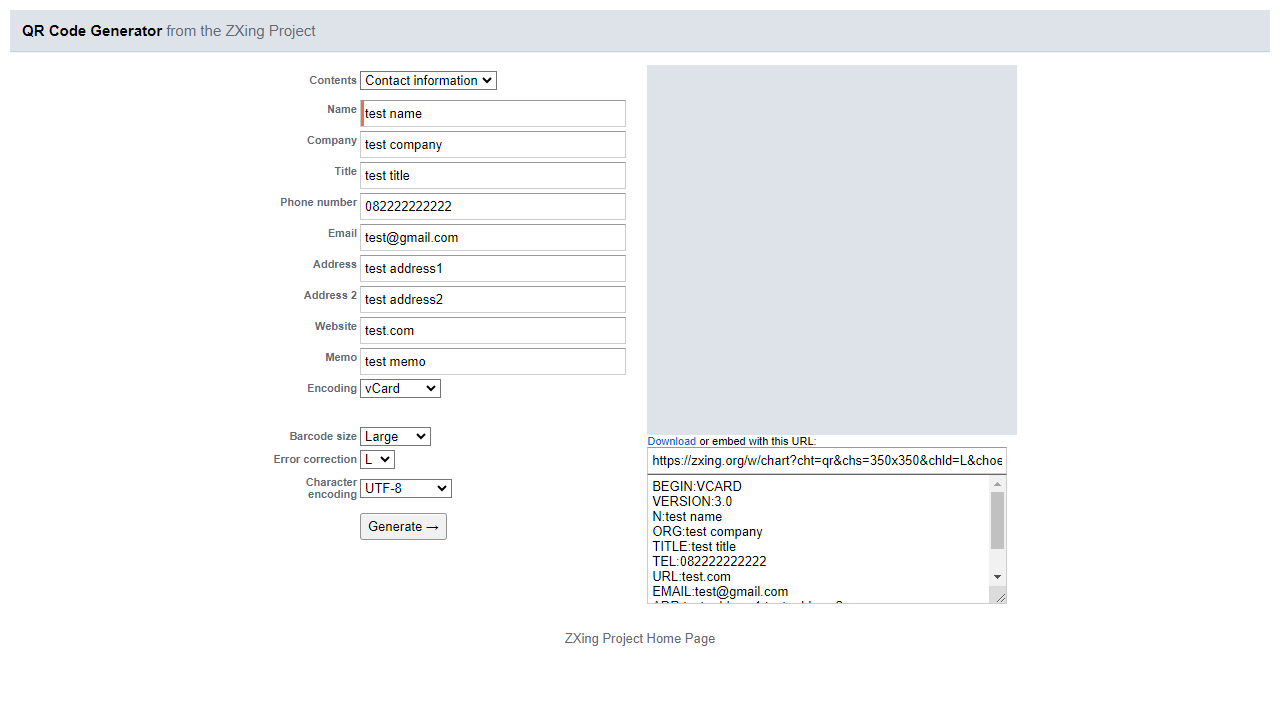 QR Code Generator from the ZXing Project
Contents Contact information
Name test name
Company test company
Title test title
Phone number 082222222222
Email test@gmail.com
Address test address1
Address 2 test address2
Website test.com
Memo test memo
Encoding vCard
Barcode size Large
Error correction L
Character
encoding UTF-8
Generate →
Download or embed with this URL:
https://zxing.org/w/chart?cht=qr&chs=350x350&chld=L&choe
BEGIN:VCARD
VERSION:3.0
N:test name
ORG:test company
TITLE:test title
TEL:082222222222
URL:test.com
EMAIL:test@gmail.com
ZXing Project Home Page